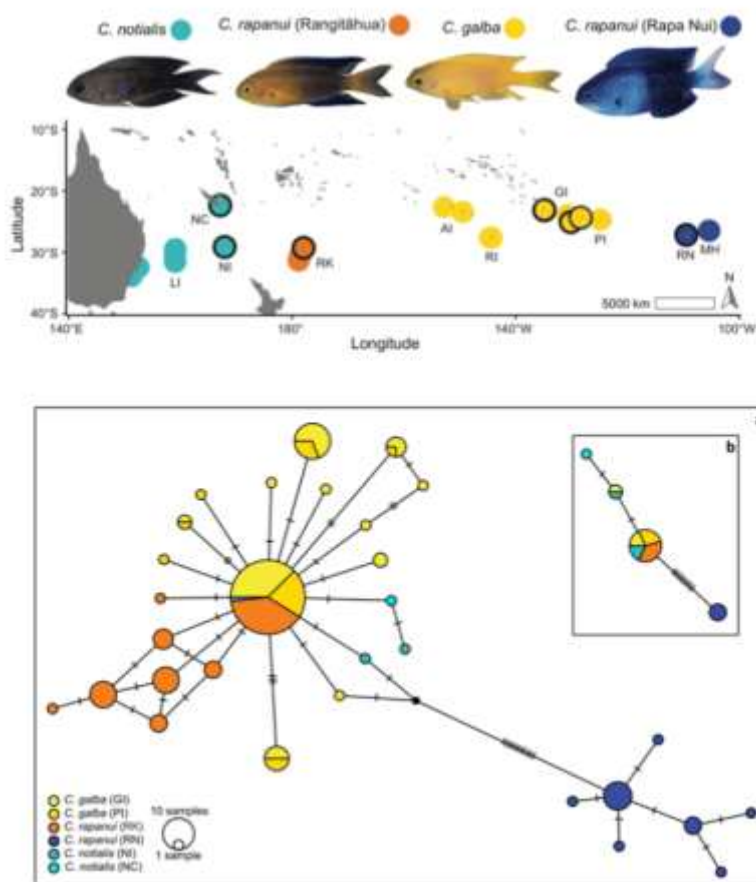 C. notialis C. rapanui (Rangitāhua) C. galba C. rapanui (Rapa Nui)
10°S
20°S
30°S
40°S
Latitude
NC
NI
LI
RK
AI
RI
GI
PI
RN
MH
N
5000 km
140°E 180° 140°W 100°W
Longitude
b
C. galba (GI)
C. galba (PI)
C. rapanui (RK)
C. rapanui (RN)
C. notialis (NI)
C. notialis (NC)
10 samples
1 sample